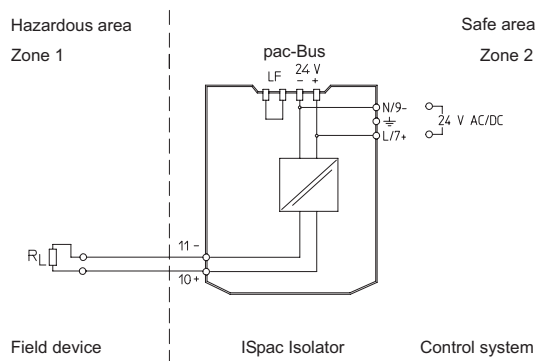 Hazardous area
Safe area
Zone 1
pac-Bus
Zone 2
LF
24 V
- +
N/9-
24 V AC/DC
L/7+
11 -
RL
10+
Field device
ISpac Isolator
Control system